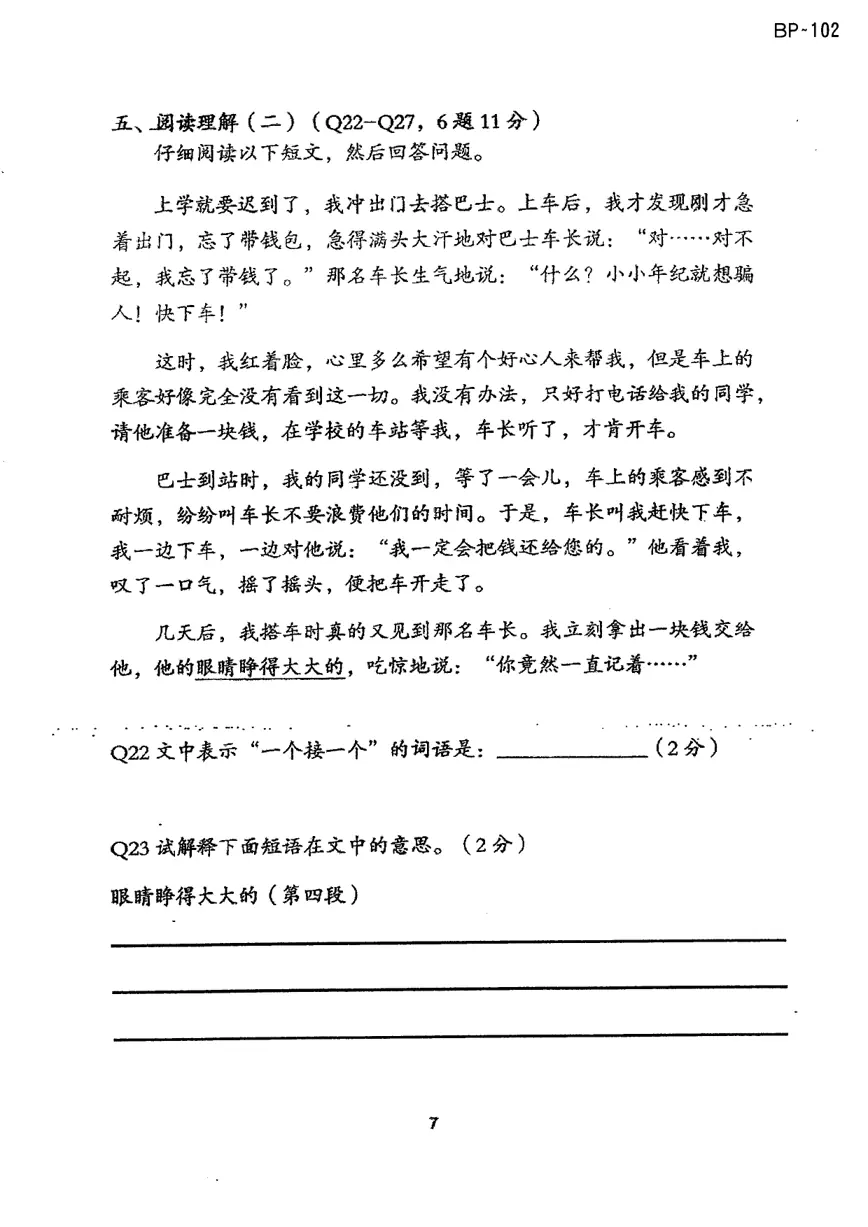 BP-102
五、阅读理解（二）（Q22-Q27，6题11分）
仔细阅读以下短文，然后回答问题。
上学就要迟到了，我冲出门去搭巴士。上车后，我才发现刚才急
着出门，忘了带钱包，急得满头大汗地对巴士车长说：“对……对不
起，我忘了带钱了。”那名车长生气地说：“什么？小小年纪就想骗
人！快下车！”
这时，我红着脸，心里多么希望有个好心人来帮我，但是车上的
乘客好像完全没有看到这一切。我没有办法，只好打电话给我的同学，
请他准备一块钱，在学校的车站等我，车长听了，才肯开车。
巴士到站时，我的同学还没到，等了一会儿，车上的乘客感到不
耐烦，纷纷叫车长不要浪费他们的时间。于是，车长叫我赶快下车，
我一边下车，一边对他说：“我一定会把钱还给您的。”他看着我，
叹了一口气，摇了摇头，便把车开走了。
几天后，我搭车时真的又见到那名车长。我立刻拿出一块钱交给
他，他的眼睛睁得大大的，吃惊地说：“你竟然一直记着……”
Q22 文中表示“一个接一个”的词语是：______________（2分）
Q23 试解释下面短语在文中的意思。（2分）
眼睛睁得大大的（第四段）
7